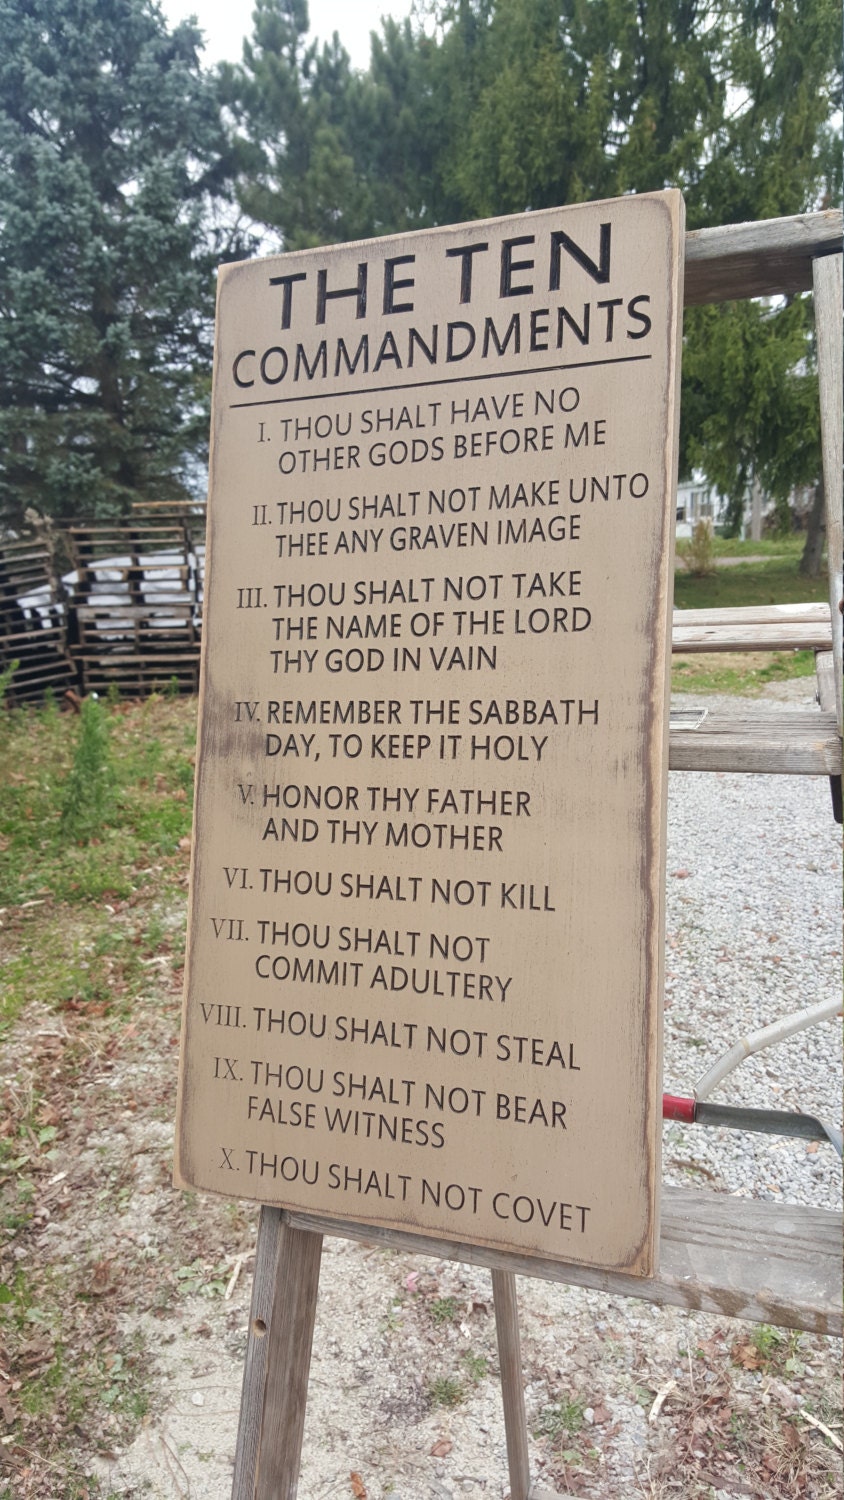 THE TEN
COMMANDMENTS
I. THOU SHALT HAVE NO
OTHER GODS BEFORE ME
II. THOU SHALT NOT MAKE UNTO
THEE ANY GRAVEN IMAGE
III. THOU SHALT NOT TAKE
THE NAME OF THE LORD
THY GOD IN VAIN
IV. REMEMBER THE SABBATH
DAY, TO KEEP IT HOLY
V. HONOR THY FATHER
AND THY MOTHER
VI. THOU SHALT NOT KILL
VII. THOU SHALT NOT
COMMIT ADULTERY
VIII. THOU SHALT NOT STEAL
IX. THOU SHALT NOT BEAR
FALSE WITNESS
X. THOU SHALT NOT COVET